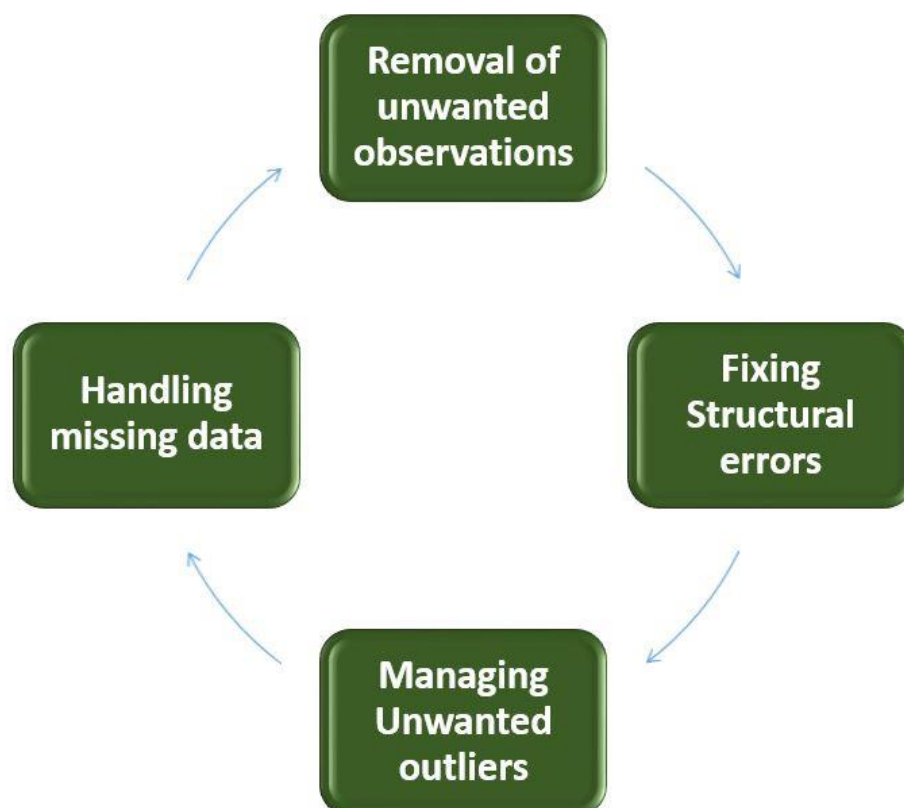 Removal of
unwanted
observations
Fixing
Structural
errors
Managing
Unwanted
outliers
Handling
missing data